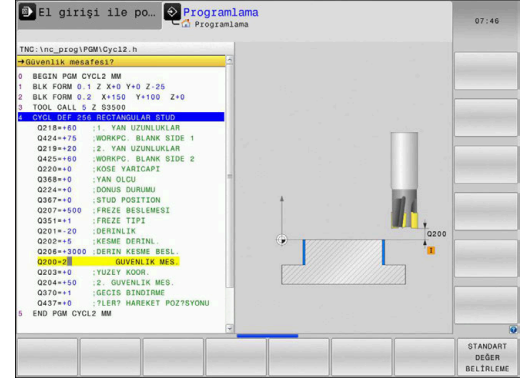 El girişi ile po… Programlama
Programlama
07:46
TNC:\nc_prog\PGM\Cycl2.h
→Güvenlik mesafesi?
0 BEGIN PGM CYCL2 MM
1 BLK FORM 0.1 Z X+0 Y+0 Z-25
2 BLK FORM 0.2 X+150 Y+100 Z+0
3 TOOL CALL 5 Z S3500
4 CYCL DEF 256 RECTANGULAR STUD
Q218=+60 ;1. YAN UZUNLUKLAR
Q424=+75 ;WORKPC. BLANK SIDE 1
Q219=+20 ;2. YAN UZUNLUKLAR
Q425=+60 ;WORKPC. BLANK SIDE 2
Q220=+0 ;KOSE YARICAPI
Q368=+0 ;YAN OLCU
Q224=+0 ;DONUS DURUMU
Q367=+0 ;STUD POSITION
Q207=+500 ;FREZE BESLEMESI
Q351=+1 ;FREZE TIPI
Q201=-20 ;DERINLIK
Q202=+5 ;KESME DERINL.
Q206=+3000 ;DERIN KESME BESL.
Q200=2 GUVENLIK MES.
Q203=+0 ;YUZEY KOOR.
Q204=+50 ;2. GUVENLIK MES.
Q370=+1 ;GECIS BINDIRME
Q437=+0 ;?LER? HAREKET POZ?SYONU
5 END PGM CYCL2 MM
Q200
STANDART
DEĞER
BELİRLEME